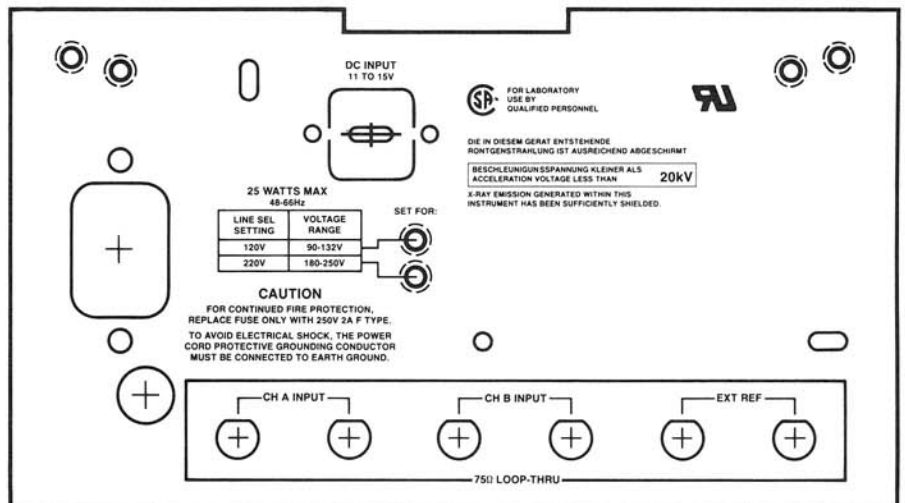 DC INPUT
11 TO 15V
SA
FOR LABORATORY
USE BY
QUALIFIED PERSONNEL
RU
DIE IN DIESEM GERAT ENTSTEHENDE
RONTGENSTRAHLUNG IST AUSREICHEND ABGESCHIRMT
BESCHLEUNIGUNSSPANNUNG KLEINER ALS
ACCELERATION VOLTAGE LESS THAN 20kV
X-RAY EMISSION GENERATED WITHIN THIS
INSTRUMENT HAS BEEN SUFFICIENTLY SHIELDED.
25 WATTS MAX
48-66Hz
SET FOR:
LINE SEL SETTING VOLTAGE RANGE
120V 90-132V
220V 180-250V
CAUTION
FOR CONTINUED FIRE PROTECTION,
REPLACE FUSE ONLY WITH 250V 2A F TYPE.
TO AVOID ELECTRICAL SHOCK, THE POWER
CORD PROTECTIVE GROUNDING CONDUCTOR
MUST BE CONNECTED TO EARTH GROUND.
CH A INPUT CH B INPUT EXT REF
75Ω LOOP-THRU